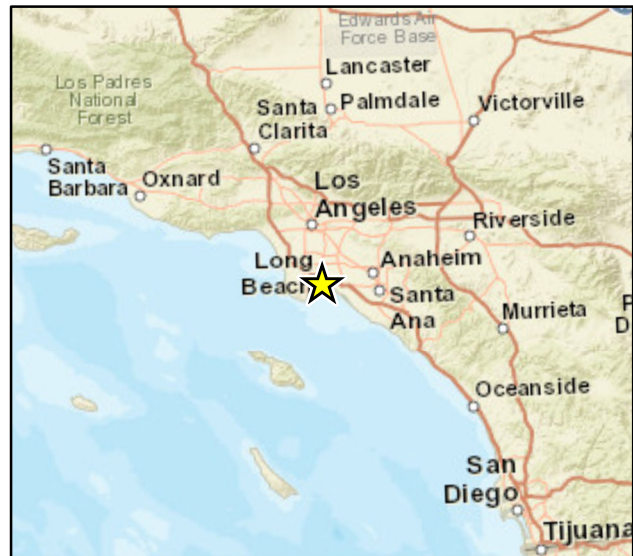 Edwards Air
Force Base
Lancaster
Los Padres
National
Forest
Santa
Clarita
Palmdale
Victorville
Santa
Barbara
Oxnard
Los
Angeles
Riverside
Long
Beach
Anaheim
Santa
Ana
Murrieta
P
D
Oceanside
San
Diego
Tijuana